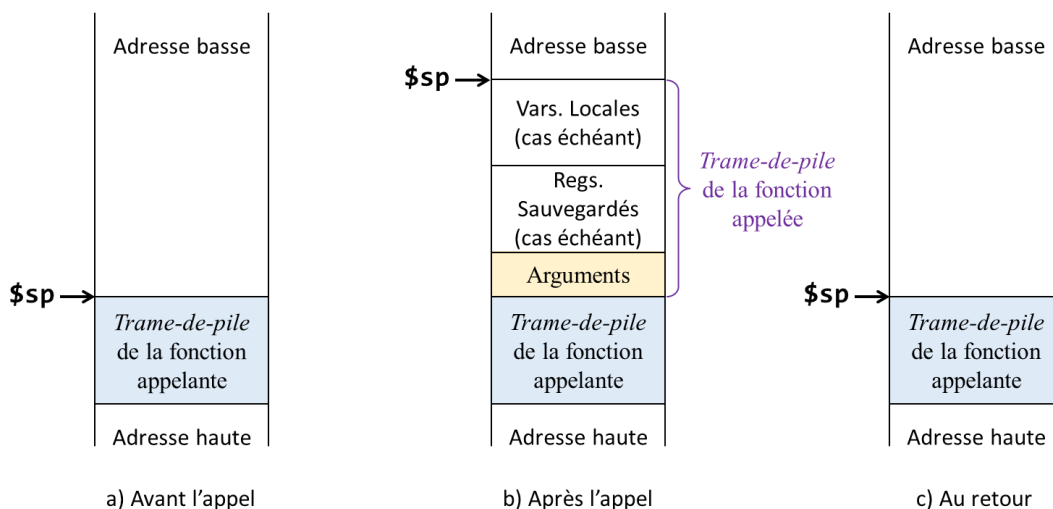 Adresse basse
$sp
Trame-de-pile
de la fonction
appelante
Adresse haute
a) Avant l'appel
Adresse basse
$sp
Vars. Locales
(cas échéant)
Regs.
Sauvegardés
(cas échéant)
Arguments
Trame-de-pile
de la fonction
appelée
Trame-de-pile
de la fonction
appelante
Adresse haute
b) Après l'appel
Adresse basse
$sp
Trame-de-pile
de la fonction
appelante
Adresse haute
c) Au retour